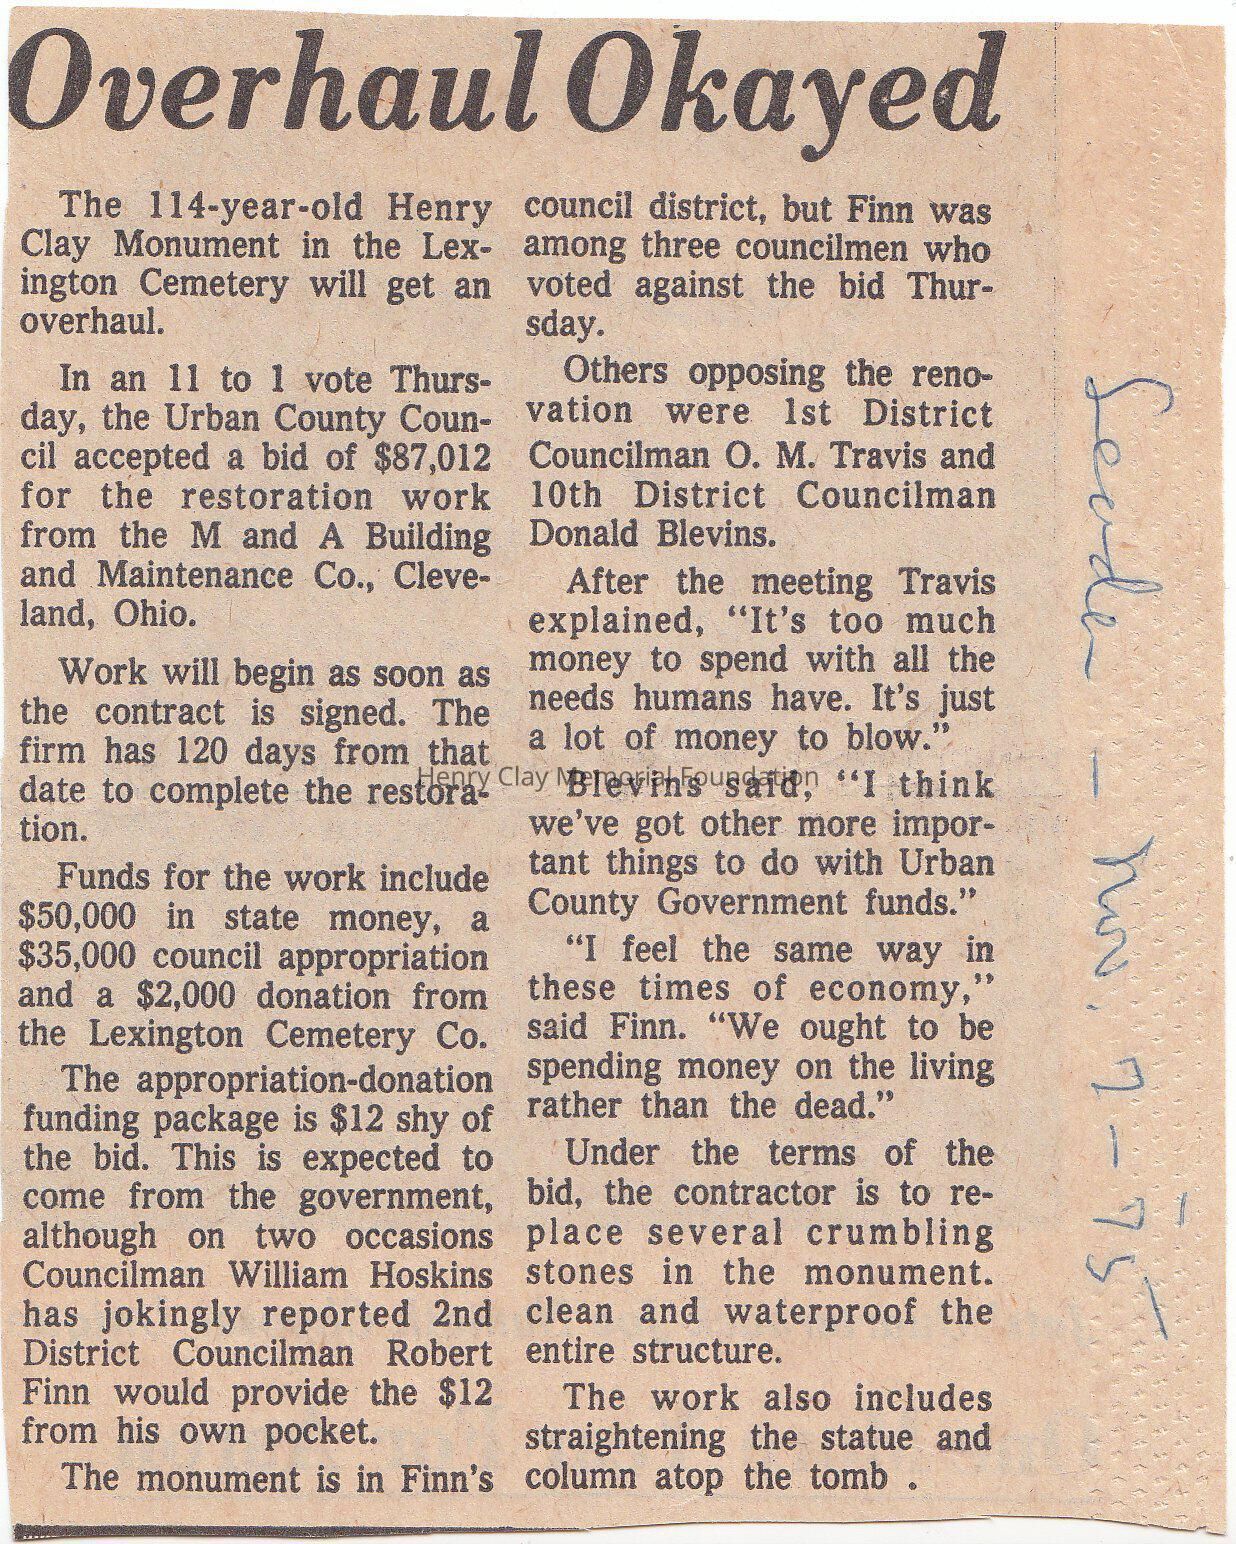 Overhaul Okayed
The 114-year-old Henry
Clay Monument in the Lex-
ington Cemetery will get an
overhaul.
In an 11 to 1 vote Thurs-
day, the Urban County Coun-
cil accepted a bid of $87,012
for the restoration work
from the M and A Building
and Maintenance Co., Cleve-
land, Ohio.
Work will begin as soon as
the contract is signed. The
firm has 120 days from that
date to complete the restora-
tion.
Funds for the work include
$50,000 in state money, a
$35,000 council appropriation
and a $2,000 donation from
the Lexington Cemetery Co.
The appropriation-donation
funding package is $12 shy of
the bid. This is expected to
come from the government,
although on two occasions
Councilman William Hoskins
has jokingly reported 2nd
District Councilman Robert
Finn would provide the $12
from his own pocket.
The monument is in Finn's
council district, but Finn was
among three councilmen who
voted against the bid Thur-
sday.
Others opposing the reno-
vation were 1st District
Councilman O. M. Travis and
10th District Councilman
Donald Blevins.
After the meeting Travis
explained, "It's too much
money to spend with all the
needs humans have. It's just
a lot of money to blow."
Blevins said, "I think
we've got other more impor-
tant things to do with Urban
County Government funds."
"I feel the same way in
these times of economy,"
said Finn. "We ought to be
spending money on the living
rather than the dead."
Under the terms of the
bid, the contractor is to re-
place several crumbling
stones in the monument.
clean and waterproof the
entire structure.
The work also includes
straightening the statue and
column atop the tomb .
Henry Clay Memorial Foundation
Leader - Nov. 7 - 75